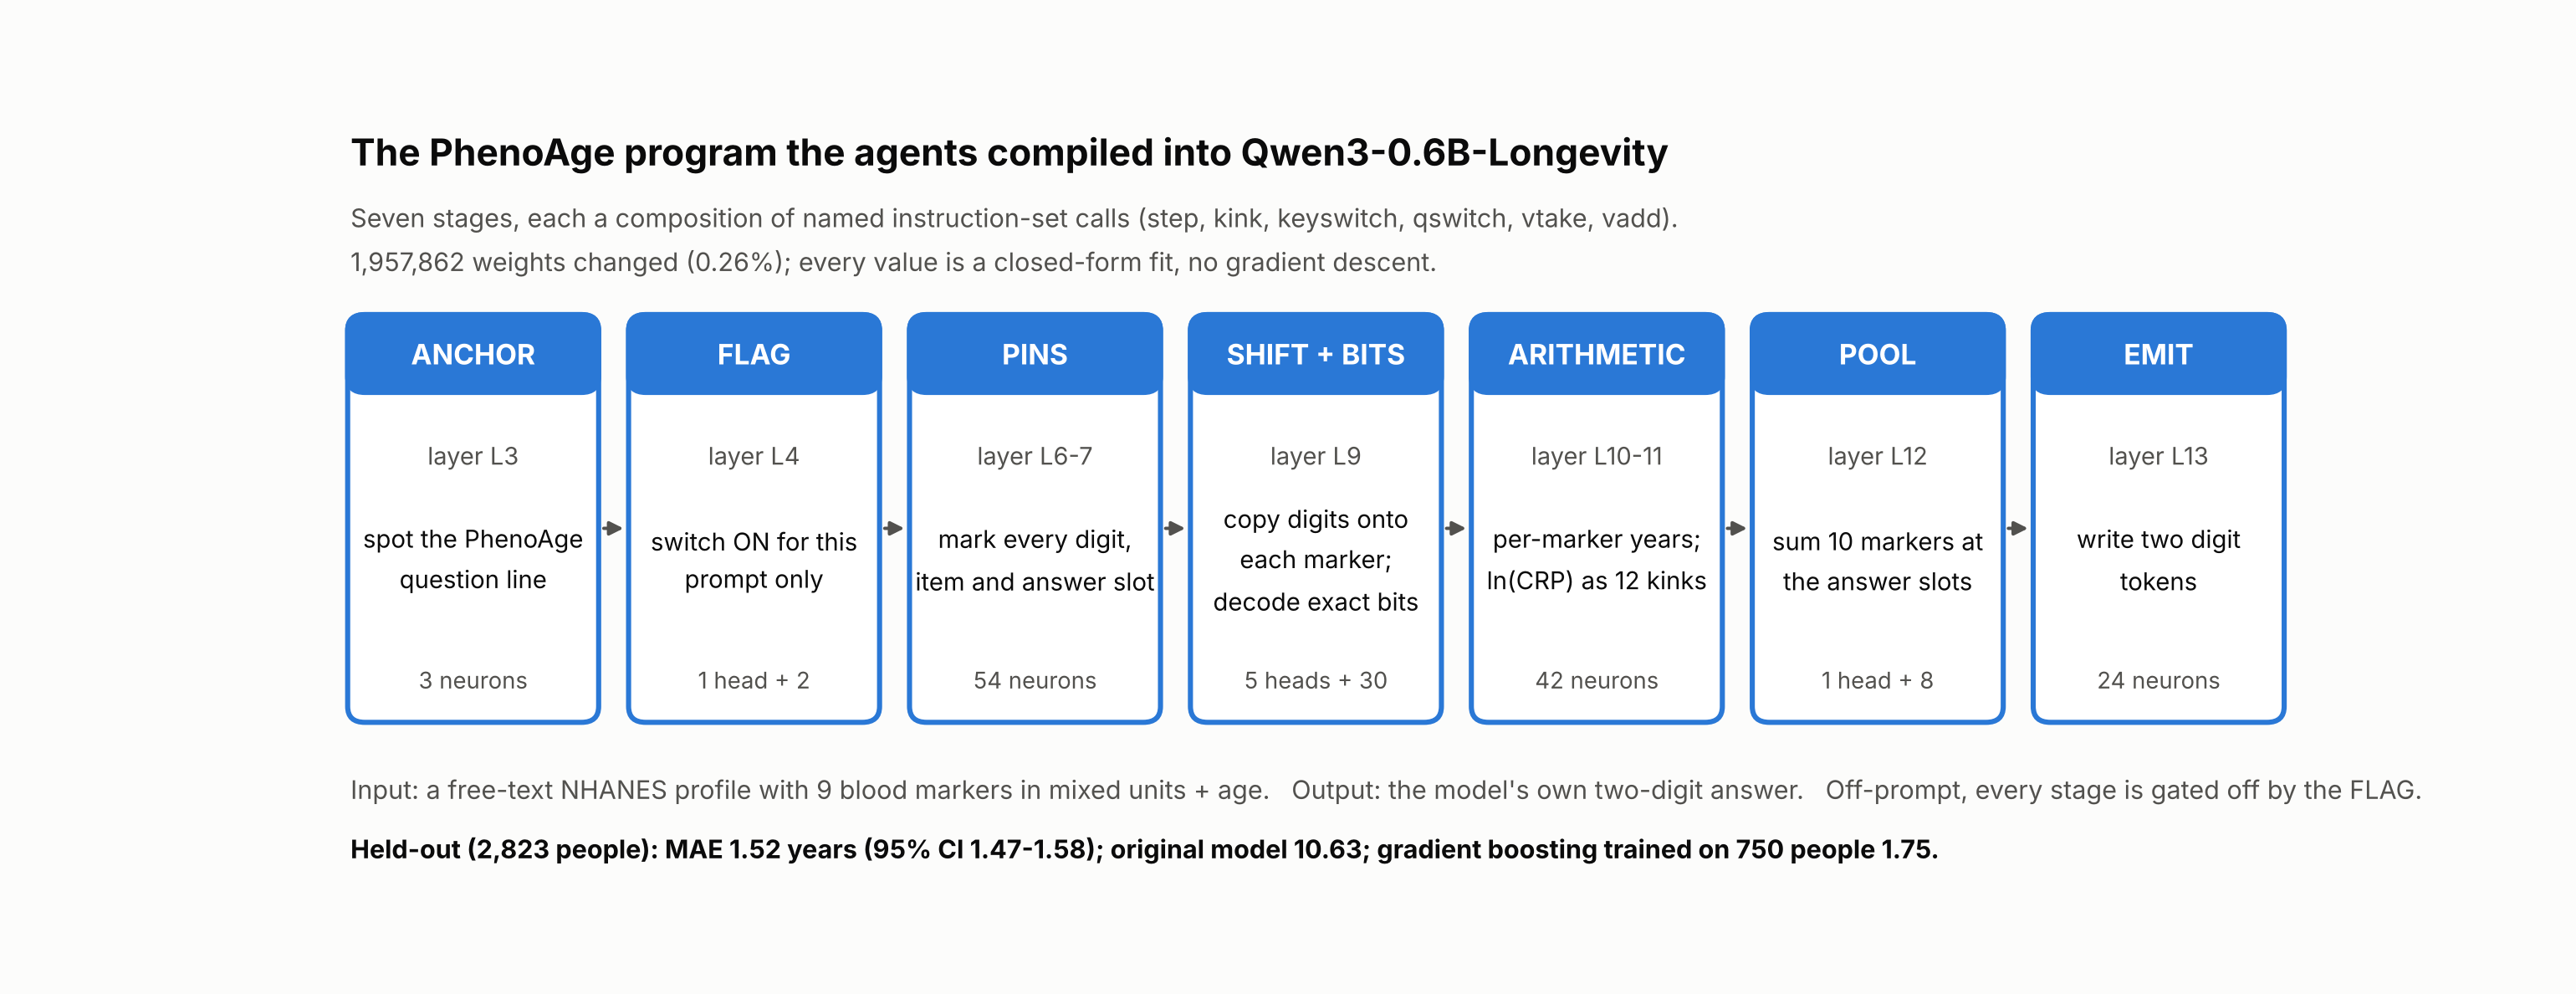 The PhenoAge program the agents compiled into Qwen3-0.6B-Longevity
Seven stages, each a composition of named instruction-set calls (step, kink, keyswitch, qswitch, vtake, vadd).
1,957,862 weights changed (0.26%); every value is a closed-form fit, no gradient descent.
ANCHOR
layer L3
spot the PhenoAge
question line
3 neurons
FLAG
layer L4
switch ON for this
prompt only
1 head + 2
PINS
layer L6-7
mark every digit,
item and answer slot
54 neurons
SHIFT + BITS
layer L9
copy digits onto
each marker;
decode exact bits
5 heads + 30
ARITHMETIC
layer L10-11
per-marker years;
ln(CRP) as 12 kinks
42 neurons
POOL
layer L12
sum 10 markers at
the answer slots
1 head + 8
EMIT
layer L13
write two digit
tokens
24 neurons
Input: a free-text NHANES profile with 9 blood markers in mixed units + age. Output: the model's own two-digit answer. Off-prompt, every stage is gated off by the FLAG.
Held-out (2,823 people): MAE 1.52 years (95% CI 1.47-1.58); original model 10.63; gradient boosting trained on 750 people 1.75.